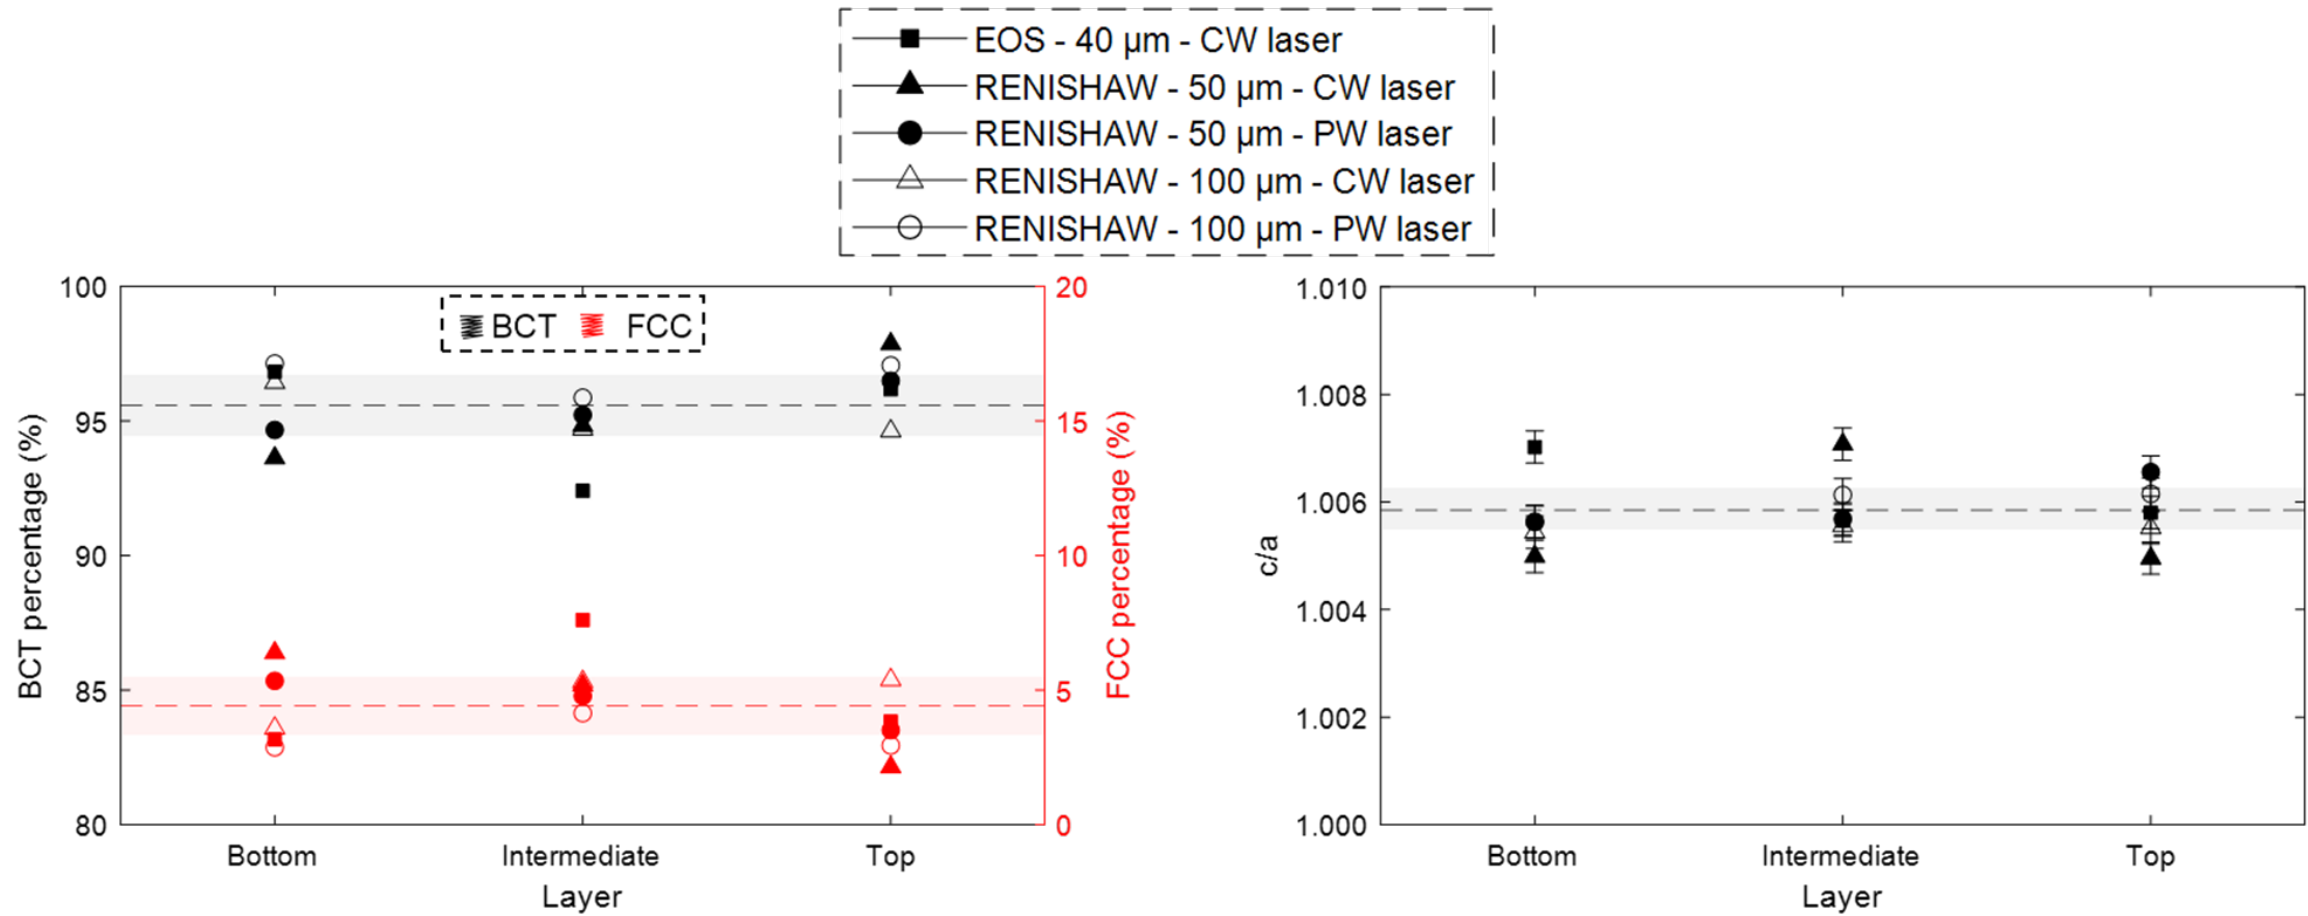 EOS - 40 µm - CW laser
RENISHAW - 50 µm - CW laser
RENISHAW - 50 µm - PW laser
RENISHAW - 100 µm - CW laser
RENISHAW - 100 µm - PW laser
BCT FCC
100
95
90
85
80
BCT percentage (%)
20
15
10
5
0
FCC percentage (%)
Bottom Intermediate Top
Layer
1.010
1.008
1.006
1.004
1.002
1.000
c/a
Bottom Intermediate Top
Layer